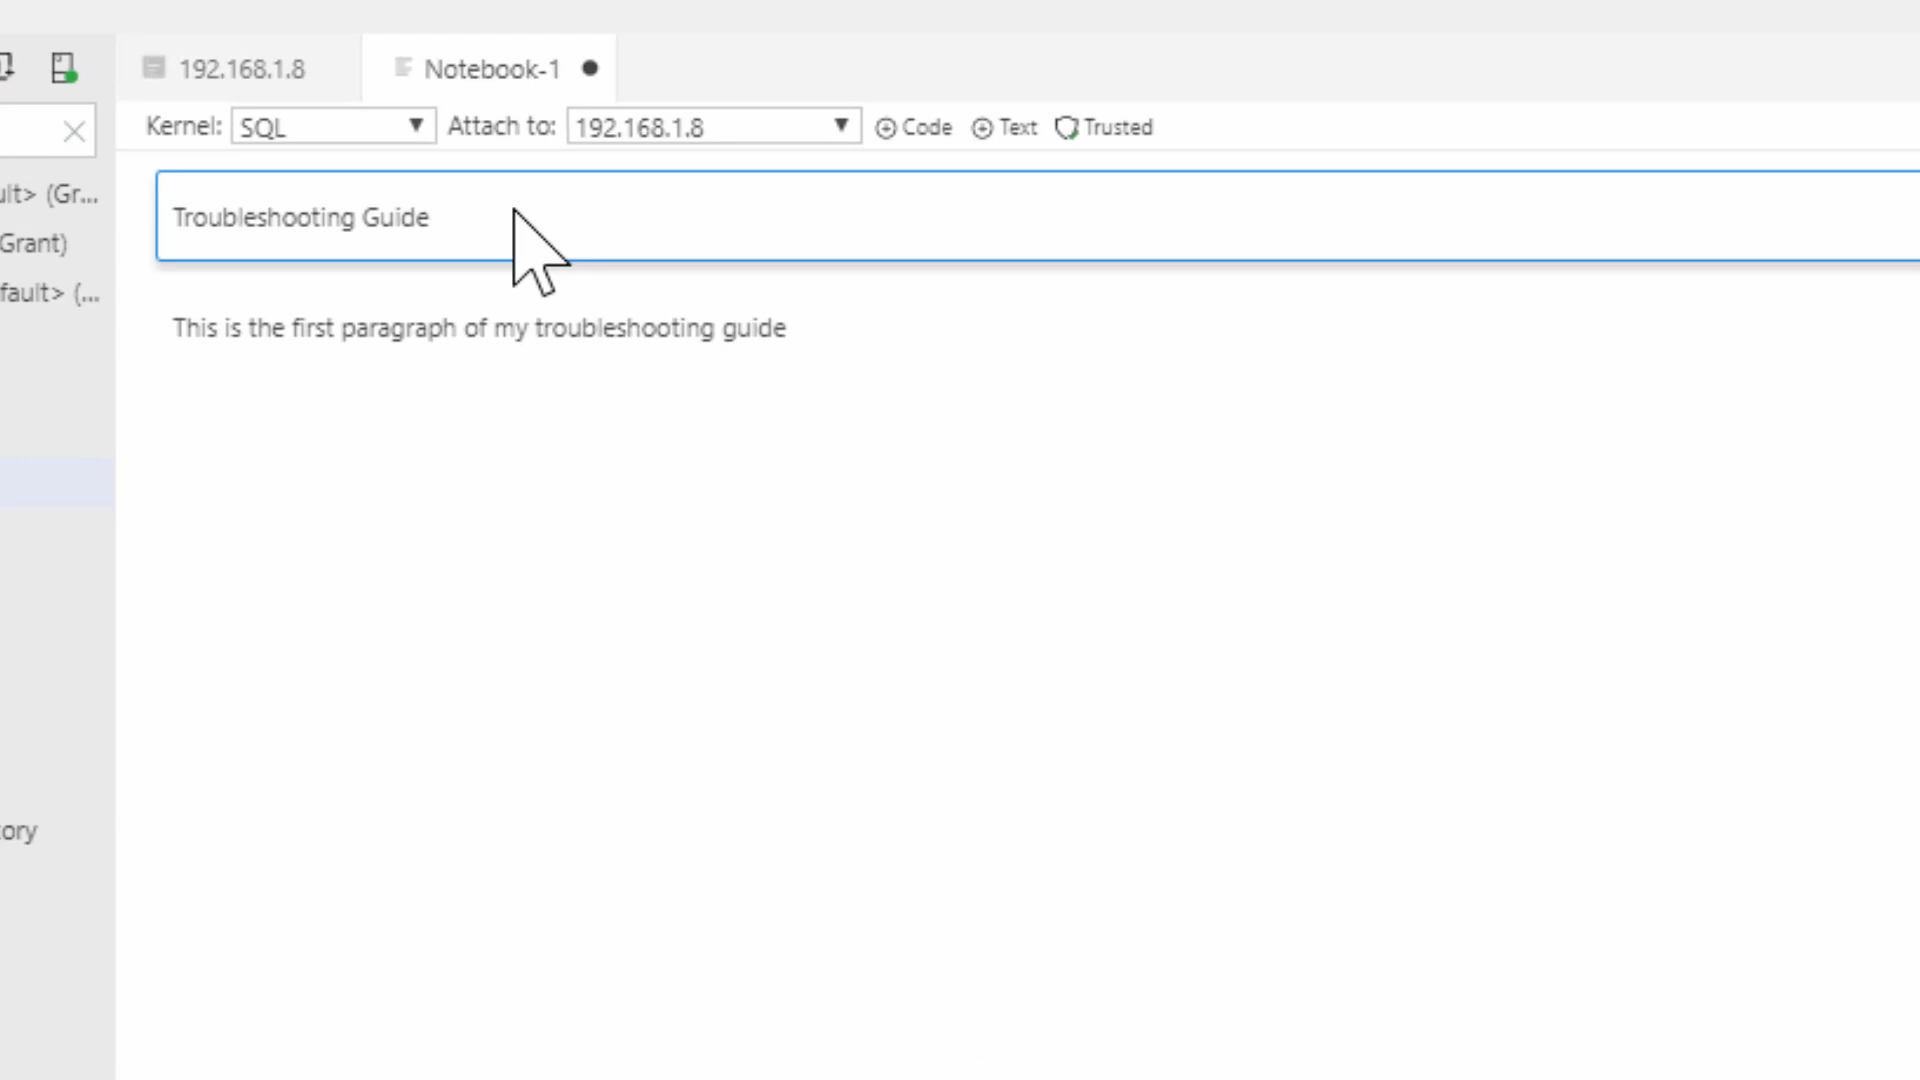 192.168.1.8
Notebook-1
Kernel: SQL Attach to: 192.168.1.8 Code Text Trusted
ult> (Gr...
Grant)
fault> (...
Troubleshooting Guide
This is the first paragraph of my troubleshooting guide
tory